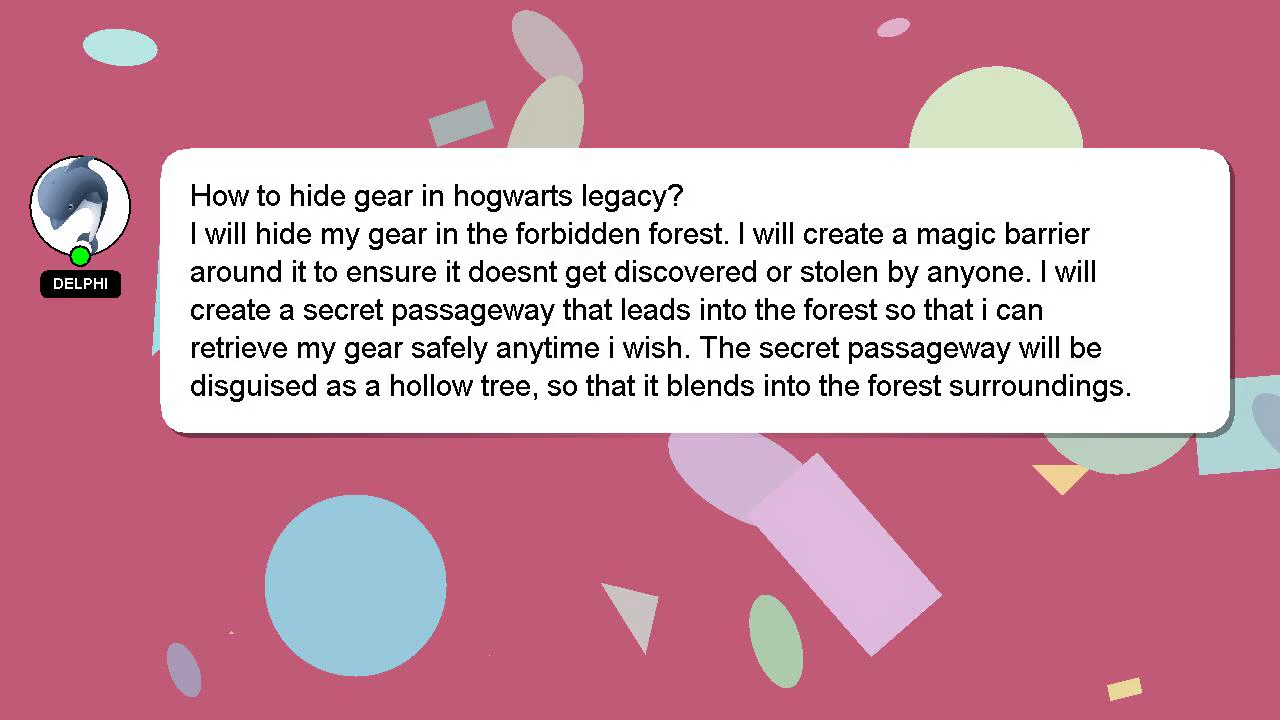 How to hide gear in hogwarts legacy?
I will hide my gear in the forbidden forest. I will create a magic barrier
around it to ensure it doesnt get discovered or stolen by anyone. I will
create a secret passageway that leads into the forest so that i can
retrieve my gear safely anytime i wish. The secret passageway will be
disguised as a hollow tree, so that it blends into the forest surroundings.
DELPHI